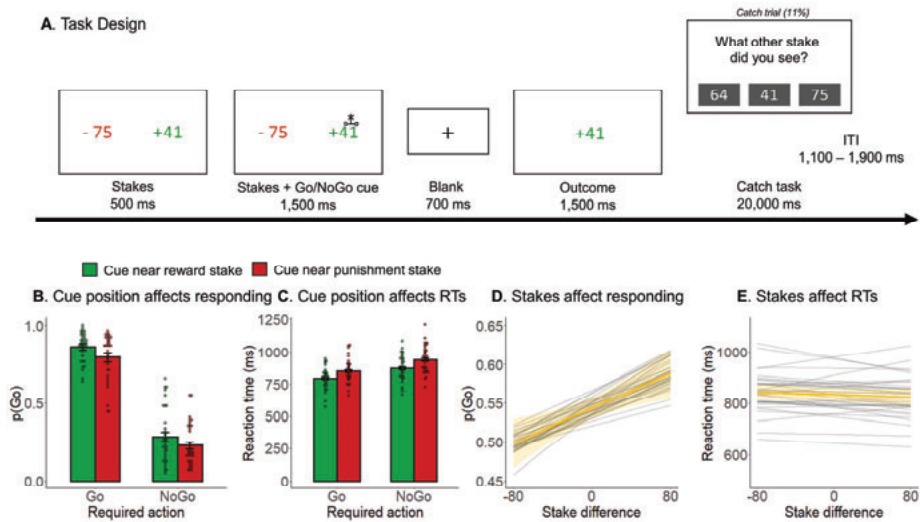 Catch trial (11%)
A. Task Design
What other stake
did you see?
64 41 75
- 75 +41
- 75 +41
+
+41
ITI
1,100 – 1,900 ms
Stakes
500 ms
Stakes + Go/NoGo cue
1,500 ms
Blank
700 ms
Outcome
1,500 ms
Catch task
20,000 ms
Cue near reward stake
Cue near punishment stake
B. Cue position affects responding
p(Go)
1.0
0.5
0.0
Go NoGo
Required action
C. Cue position affects RTs
Reaction time (ms)
1250
1000
750
500
250
0
Go NoGo
Required action
D. Stakes affect responding
p(Go)
0.65
0.60
0.55
0.50
0.45
-80 0 80
Stake difference
E. Stakes affect RTs
Reaction time (ms)
1000
800
600
-80 0 80
Stake difference